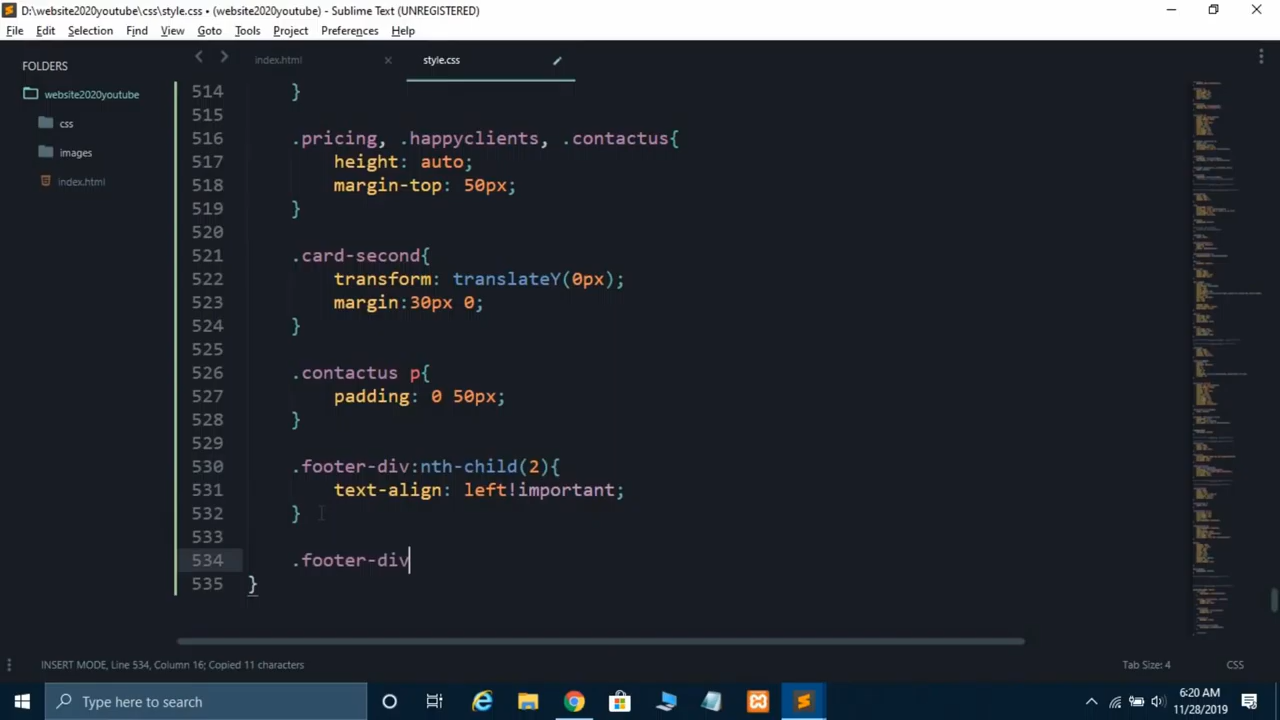 D:\website2020youtube\css\style.css • (website2020youtube) - Sublime Text (UNREGISTERED)
File Edit Selection Find View Goto Tools Project Preferences Help
FOLDERS
website2020youtube
css
images
index.html
index.html
style.css
514 }
515
516 .pricing, .happyclients, .contactus{
517 height: auto;
518 margin-top: 50px;
519 }
520
521 .card-second{
522 transform: translateY(0px);
523 margin:30px 0;
524 }
525
526 .contactus p{
527 padding: 0 50px;
528 }
529
530 .footer-div:nth-child(2){
531 text-align: left!important;
532 }
533
534 .footer-div
535 }
INSERT MODE, Line 534, Column 16; Copied 11 characters
Tab Size: 4
CSS
Type here to search
6:20 AM
11/28/2019